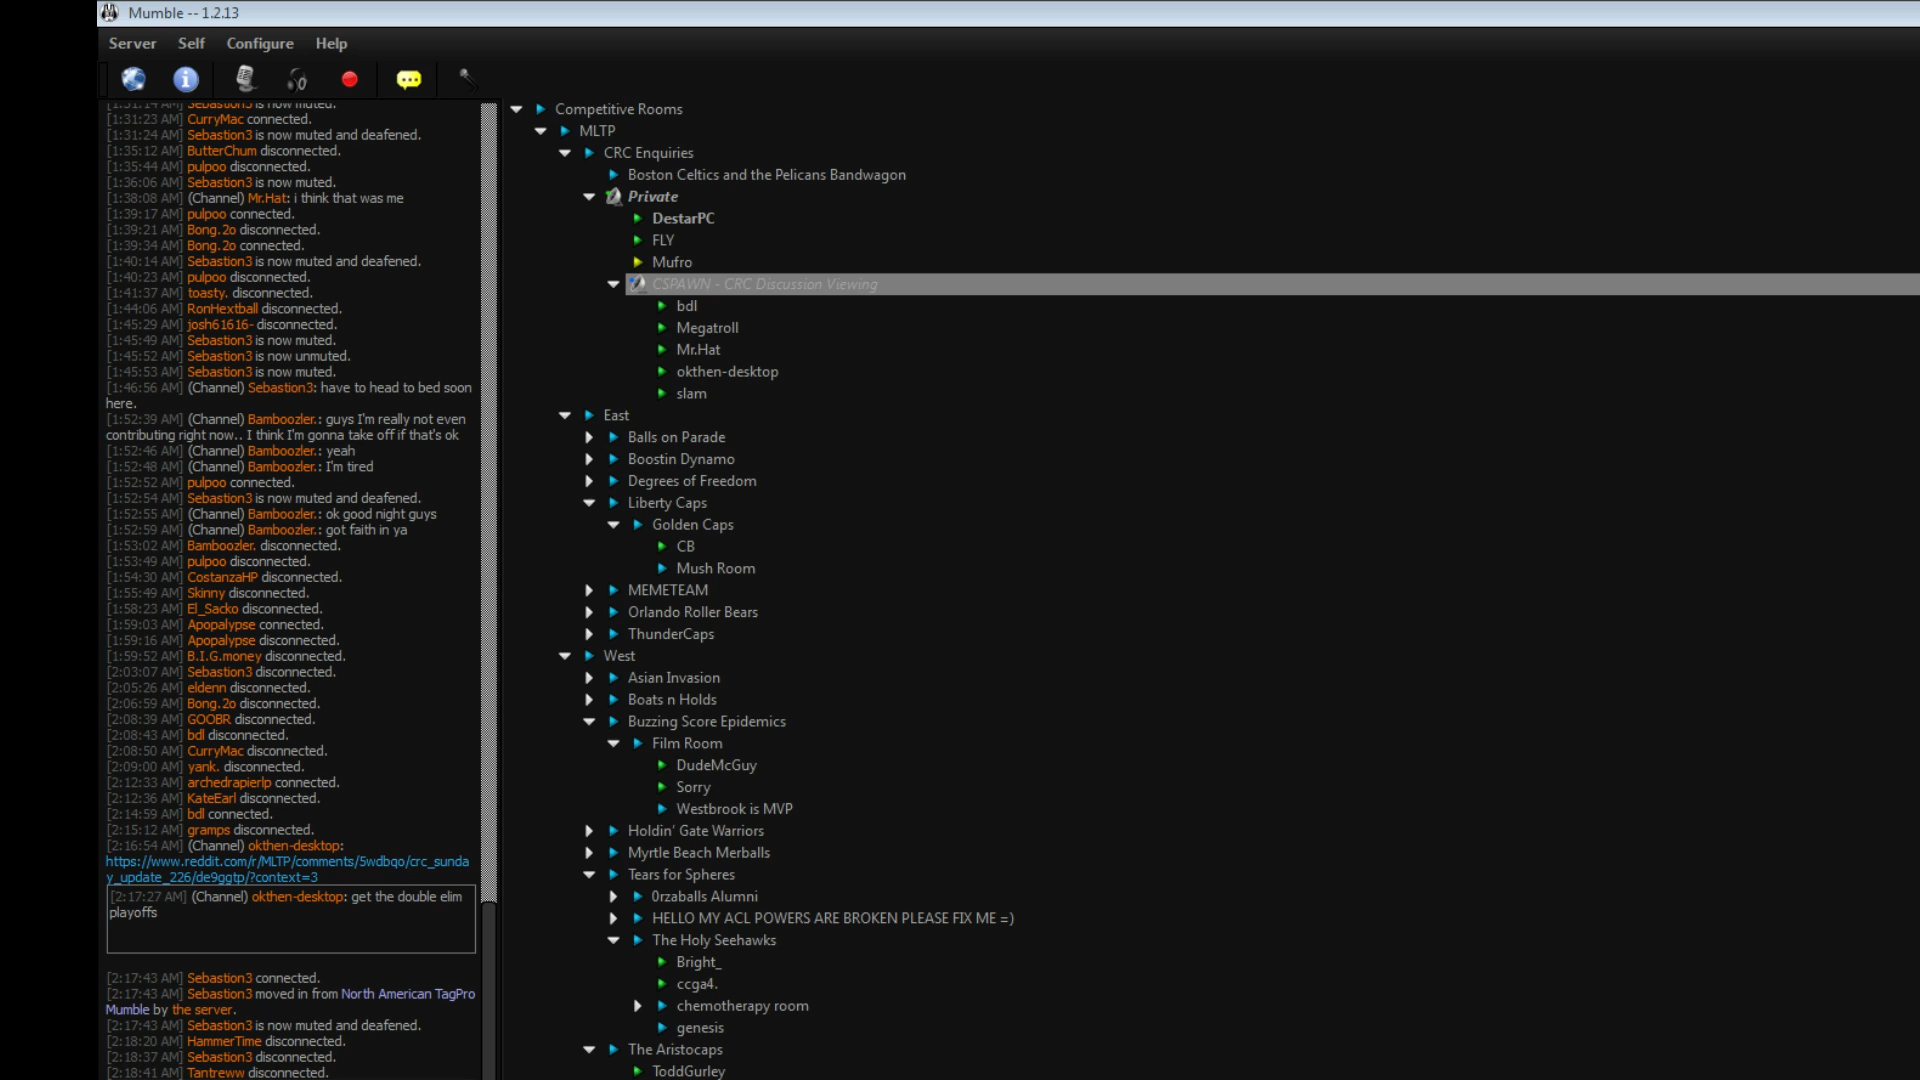 Mumble -- 1.2.13
Server Self Configure Help
[1:31:14 AM] Sebastion3 is now muted.
[1:31:23 AM] CurryMac connected.
[1:31:24 AM] Sebastion3 is now muted and deafened.
[1:35:12 AM] ButterChum disconnected.
[1:35:44 AM] pulpoo disconnected.
[1:36:06 AM] Sebastion3 is now muted.
[1:38:08 AM] (Channel) Mr.Hat: i think that was me
[1:39:17 AM] pulpoo connected.
[1:39:21 AM] Bong.2o disconnected.
[1:39:34 AM] Bong.2o connected.
[1:40:14 AM] Sebastion3 is now muted and deafened.
[1:40:23 AM] pulpoo disconnected.
[1:41:37 AM] toasty. disconnected.
[1:44:06 AM] RonHextball disconnected.
[1:45:29 AM] josh61616- disconnected.
[1:45:49 AM] Sebastion3 is now muted.
[1:45:52 AM] Sebastion3 is now unmuted.
[1:45:53 AM] Sebastion3 is now muted.
[1:46:56 AM] (Channel) Sebastion3: have to head to bed soon
here.
[1:52:39 AM] (Channel) Bamboozler.: guys I'm really not even
contributing right now.. I think I'm gonna take off if that's ok
[1:52:46 AM] (Channel) Bamboozler.: yeah
[1:52:48 AM] (Channel) Bamboozler.: I'm tired
[1:52:52 AM] pulpoo connected.
[1:52:54 AM] Sebastion3 is now muted and deafened.
[1:52:55 AM] (Channel) Bamboozler.: ok good night guys
[1:52:59 AM] (Channel) Bamboozler.: got faith in ya
[1:53:02 AM] Bamboozler. disconnected.
[1:53:49 AM] pulpoo disconnected.
[1:54:30 AM] CostanzaHP disconnected.
[1:55:49 AM] Skinny disconnected.
[1:58:23 AM] El_Sacko disconnected.
[1:59:03 AM] Apopalypse connected.
[1:59:16 AM] Apopalypse disconnected.
[1:59:52 AM] B.I.G.money disconnected.
[2:03:07 AM] Sebastion3 disconnected.
[2:05:26 AM] eldenn disconnected.
[2:06:59 AM] Bong.2o disconnected.
[2:08:39 AM] GOOBR disconnected.
[2:08:43 AM] bdl disconnected.
[2:08:50 AM] CurryMac disconnected.
[2:09:00 AM] yank. disconnected.
[2:12:33 AM] archedrapierlp connected.
[2:12:36 AM] KateEarl disconnected.
[2:14:59 AM] bdl connected.
[2:15:12 AM] gramps disconnected.
[2:16:54 AM] (Channel) okthen-desktop:
https://www.reddit.com/r/MLTP/comments/5wdbqo/crc_sunda
y_update_226/de9ggtp/?context=3
[2:17:27 AM] (Channel) okthen-desktop: get the double elim
playoffs
[2:17:43 AM] Sebastion3 connected.
[2:17:43 AM] Sebastion3 moved in from North American TagPro
Mumble by the server.
[2:17:43 AM] Sebastion3 is now muted and deafened.
[2:18:20 AM] HammerTime disconnected.
[2:18:37 AM] Sebastion3 disconnected.
[2:18:41 AM] Tantreww disconnected.
Competitive Rooms
MLTP
CRC Enquiries
Boston Celtics and the Pelicans Bandwagon
Private
DestarPC
FLY
Mufro
CSPAWN - CRC Discussion Viewing
bdl
Megatroll
Mr.Hat
okthen-desktop
slam
East
Balls on Parade
Boostin Dynamo
Degrees of Freedom
Liberty Caps
Golden Caps
CB
Mush Room
MEMETEAM
Orlando Roller Bears
ThunderCaps
West
Asian Invasion
Boats n Holds
Buzzing Score Epidemics
Film Room
DudeMcGuy
Sorry
Westbrook is MVP
Holdin' Gate Warriors
Myrtle Beach Merballs
Tears for Spheres
0rzaballs Alumni
HELLO MY ACL POWERS ARE BROKEN PLEASE FIX ME =)
The Holy Seehawks
Bright_
ccga4.
chemotherapy room
genesis
The Aristocaps
ToddGurley